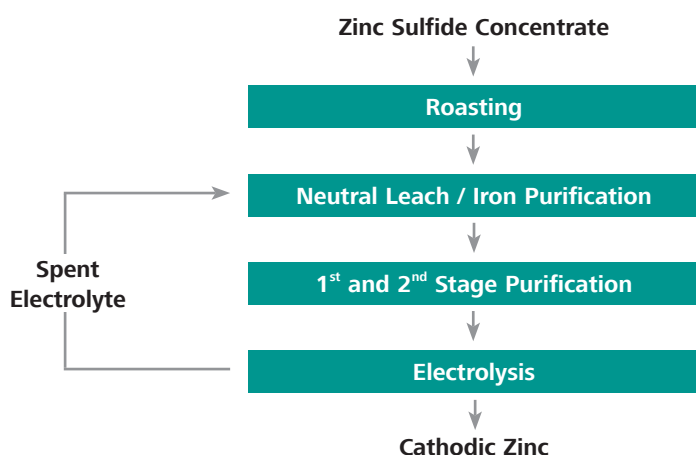 Zinc Sulfide Concentrate
Roasting
Neutral Leach / Iron Purification
Spent
Electrolyte
1st and 2nd Stage Purification
Electrolysis
Cathodic Zinc